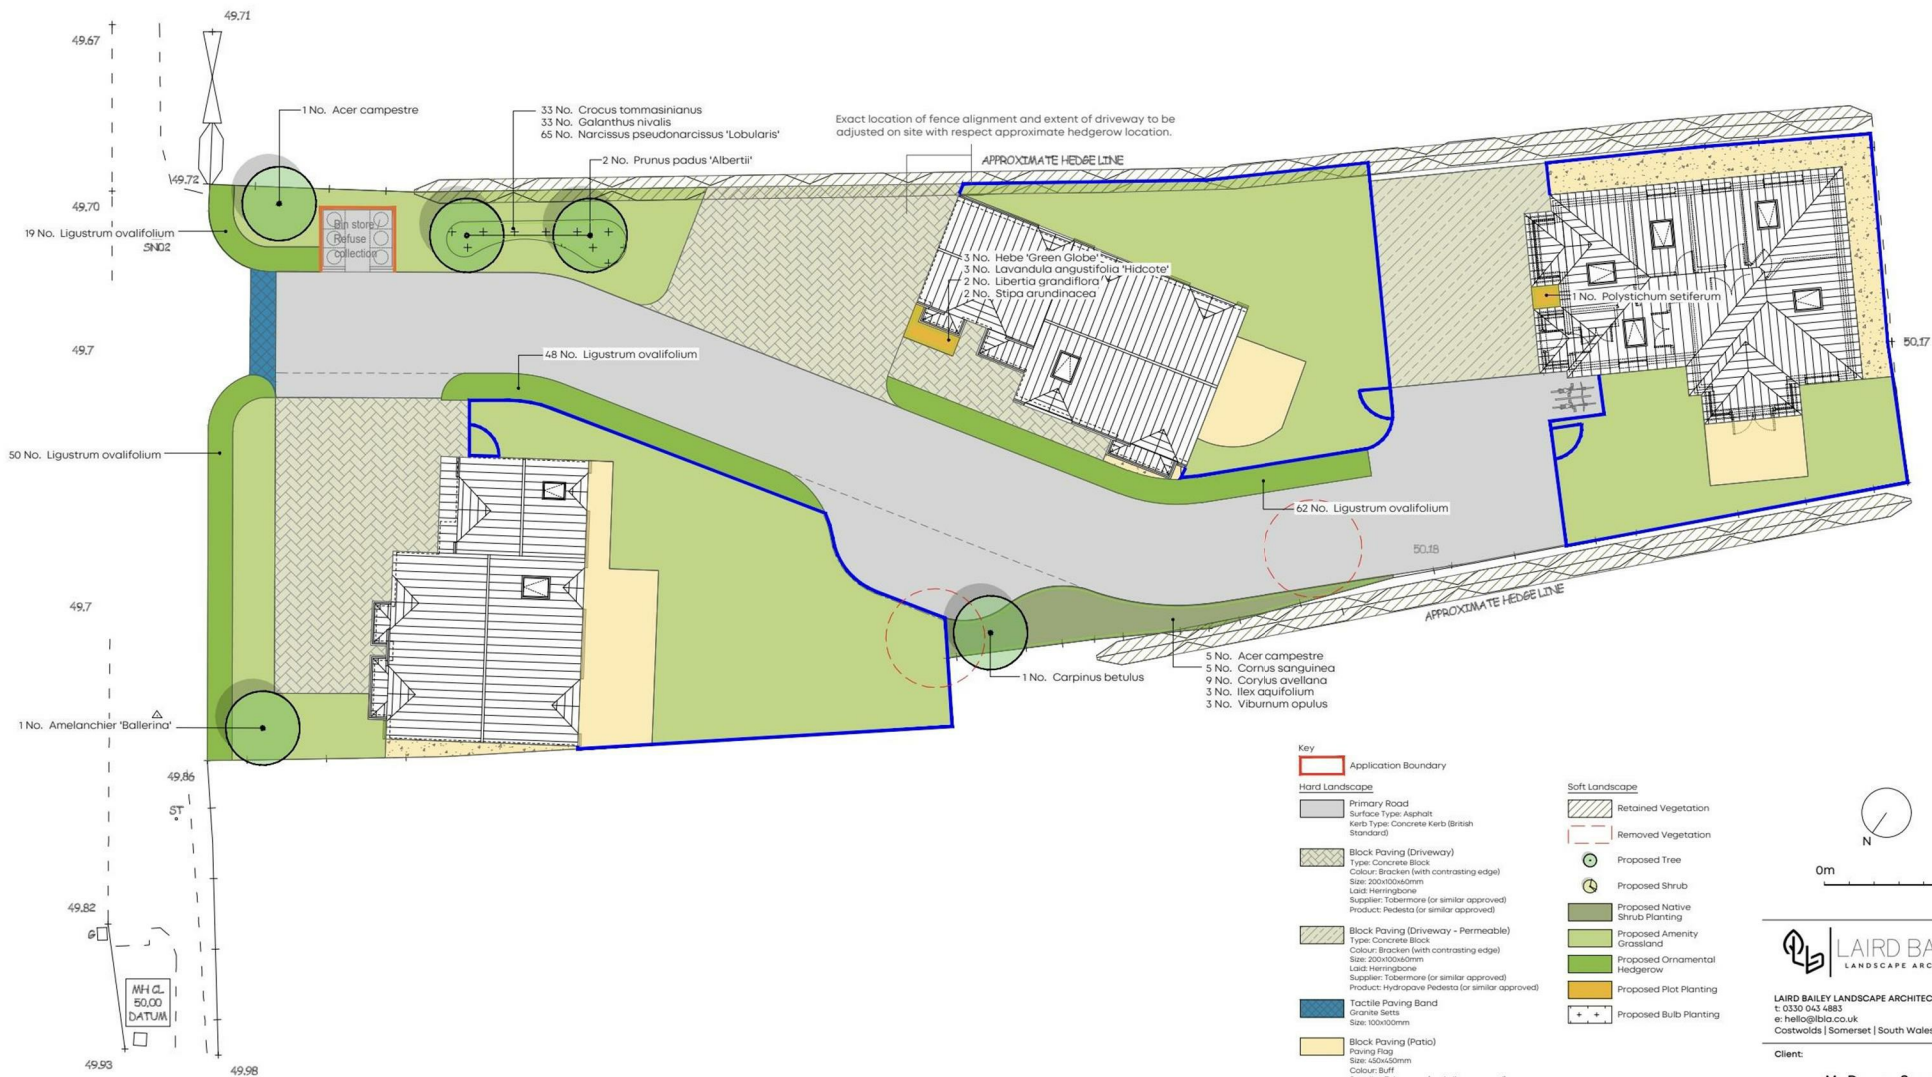 49.71
49.67
1 No. Acer campestre
33 No. Crocus tommasinianus
33 No. Galanthus nivalis
65 No. Narcissus pseudonarcissus 'Lobularis'
Exact location of fence alignment and extent of driveway to be
adjusted on site with respect approximate hedgerow location.
2 No. Prunus padus 'Albertii'
APPROXIMATE HEDGE LINE
49.72
49.70
19 No. Ligustrum ovalifolium
SN02
Bin store /
Refuse
collection
3 No. Hebe 'Green Globe'
3 No. Lavandula angustifolia 'Hidcote'
2 No. Libertia grandiflora
2 No. Stipa arundinacea
1 No. Polystichum setiferum
49.7
50.17
48 No. Ligustrum ovalifolium
50 No. Ligustrum ovalifolium
62 No. Ligustrum ovalifolium
50.18
49.7
APPROXIMATE HEDGE LINE
1 No. Carpinus betulus
5 No. Acer campestre
5 No. Cornus sanguinea
9 No. Corylus avellana
3 No. Ilex aquifolium
3 No. Viburnum opulus
1 No. Amelanchier 'Ballerina'
49.86
ST
49.82
G
MH CL
50.00
DATUM
49.93
49.98
Key
Application Boundary
Hard Landscape
Primary Road
Surface Type: Asphalt
Kerb Type: Concrete Kerb (British
Standard)
Block Paving (Driveway)
Type: Concrete Block
Colour: Bracken (with contrasting edge)
Size: 200x100x60mm
Laid: Herringbone
Supplier: Tobermore (or similar approved)
Product: Pedesta (or similar approved)
Block Paving (Driveway - Permeable)
Type: Concrete Block
Colour: Bracken (with contrasting edge)
Size: 200x100x60mm
Laid: Herringbone
Supplier: Tobermore (or similar approved)
Product: Hydropave Pedesta (or similar approved)
Tactile Paving Band
Granite Setts
Size: 100x100mm
Block Paving (Patio)
Paving Flag
Size: 450x450mm
Colour: Buff
Soft Landscape
Retained Vegetation
Removed Vegetation
Proposed Tree
Proposed Shrub
Proposed Native
Shrub Planting
Proposed Amenity
Grassland
Proposed Ornamental
Hedgerow
Proposed Plot Planting
Proposed Bulb Planting
N
0m
LAIRD BA
LANDSCAPE ARC
LAIRD BAILEY LANDSCAPE ARCHITEC
t: 0330 043 4883
e: hello@lbla.co.uk
Costwolds | Somerset | South Wales
Client: